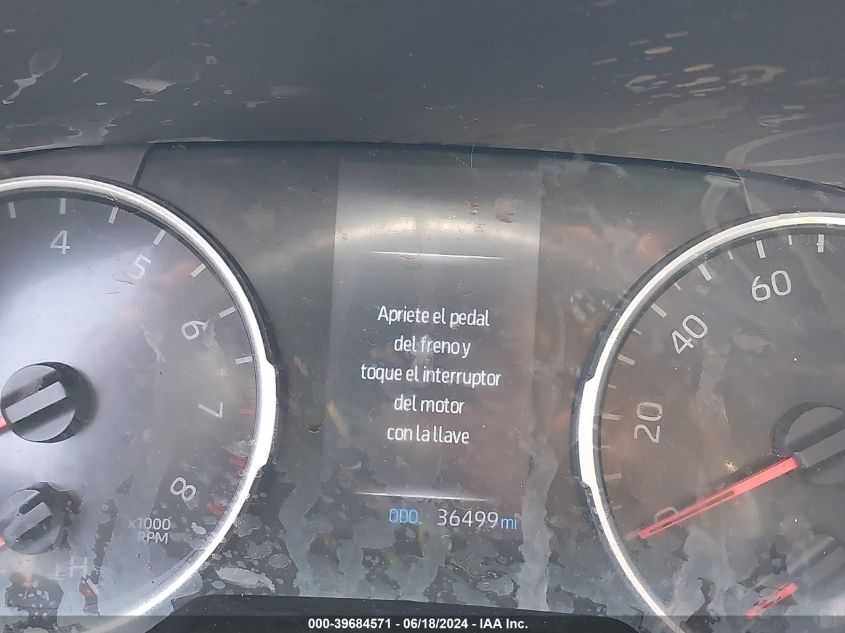 4
5
6
7
8
x1000
RPM
H
Apriete el pedal
del freno y
toque el interruptor
del motor
con la llave
ODO. 36499 mi
60
40
20
000-39684571 - 06/18/2024 - IAA Inc.